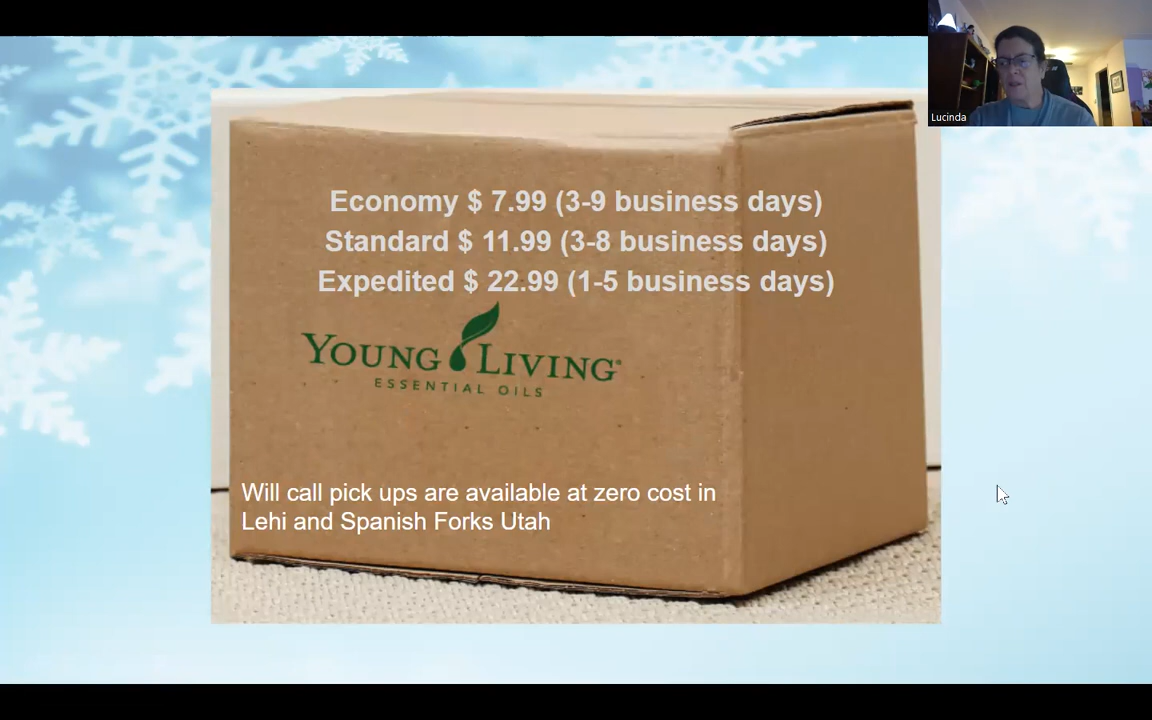 Lucinda
Economy $ 7.99 (3-9 business days)
Standard $ 11.99 (3-8 business days)
Expedited $ 22.99 (1-5 business days)
YOUNG LIVING®
ESSENTIAL OILS
Will call pick ups are available at zero cost in
Lehi and Spanish Forks Utah